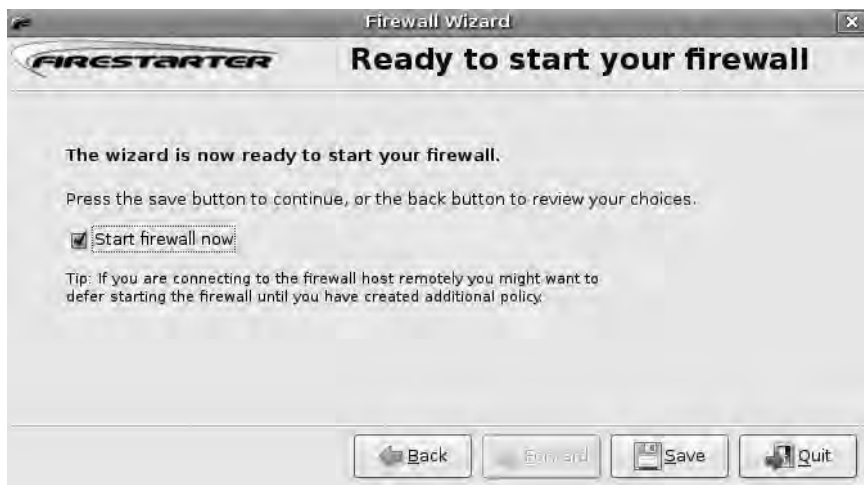 Firewall Wizard
FIRESTARTER
Ready to start your firewall
The wizard is now ready to start your firewall.
Press the save button to continue, or the back button to review your choices.
Start firewall now
Tip: If you are connecting to the firewall host remotely you might want to
defer starting the firewall until you have created additional policy.
Back
Forward
Save
Quit